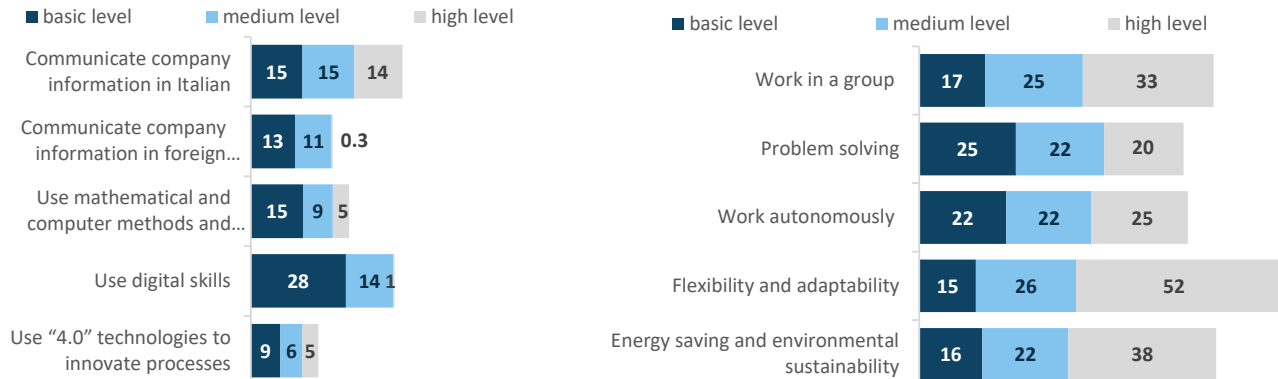 basic level medium level high level
Communicate company
information in Italian
15 15 14
Communicate company
information in foreign...
13 11 0.3
Use mathematical and
computer methods and...
15 9 5
Use digital skills
28 14 1
Use “4.0” technologies to
innovate processes
9 6 5
basic level medium level high level
Work in a group
17 25 33
Problem solving
25 22 20
Work autonomously
22 22 25
Flexibility and adaptability
15 26 52
Energy saving and environmental
sustainability
16 22 38